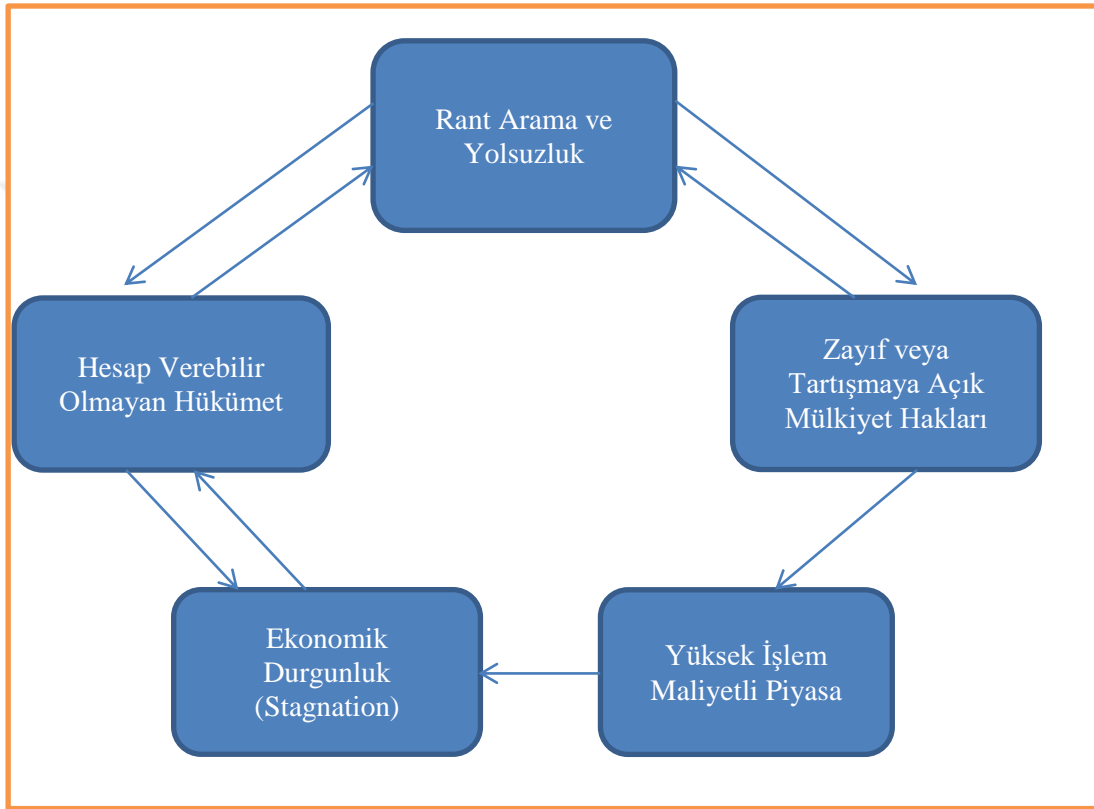 Rant Arama ve
Yolsuzluk
Hesap Verebilir
Olmayan Hükümet
Zayıf veya
Tartışmaya Açık
Mülkiyet Hakları
Ekonomik
Durgunluk
(Stagnation)
Yüksek İşlem
Maliyetli Piyasa